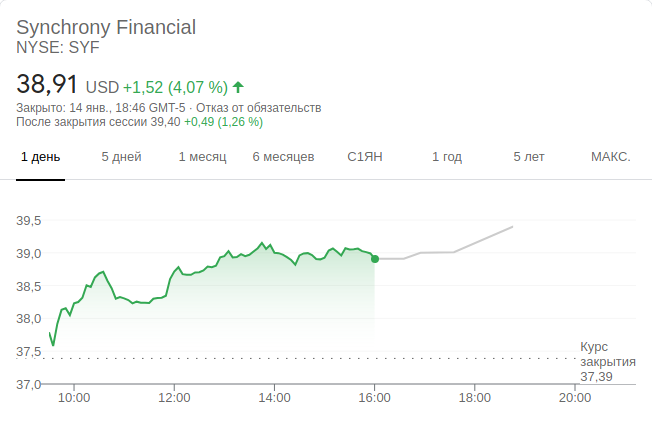 Synchrony Financial
NYSE: SYF
38,91 USD +1,52 (4,07 %)
Закрыто: 14 янв., 18:46 GMT-5 · Отказ от обязательств
После закрытия сессии 39,40 +0,49 (1,26 %)
1 день 5 дней 1 месяц 6 месяцев С1ЯН 1 год 5 лет МАКС.
39,5
39,0
38,5
38,0
37,5
37,0
Курс
закрытия
37,39
10:00 12:00 14:00 16:00 18:00 20:00